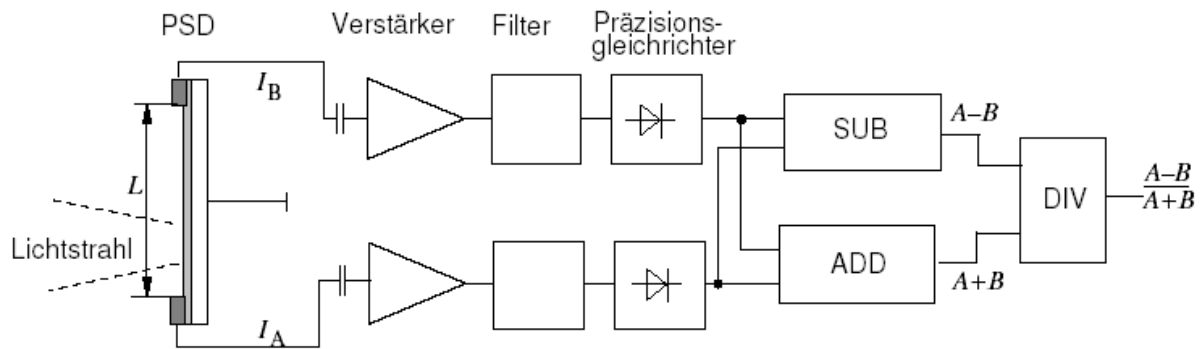 PSD
Verstärker
Filter
Präzisions-
gleichrichter
I_B
L
Lichtstrahl
I_A
SUB
ADD
A–B
A+B
DIV
A–B
A+B